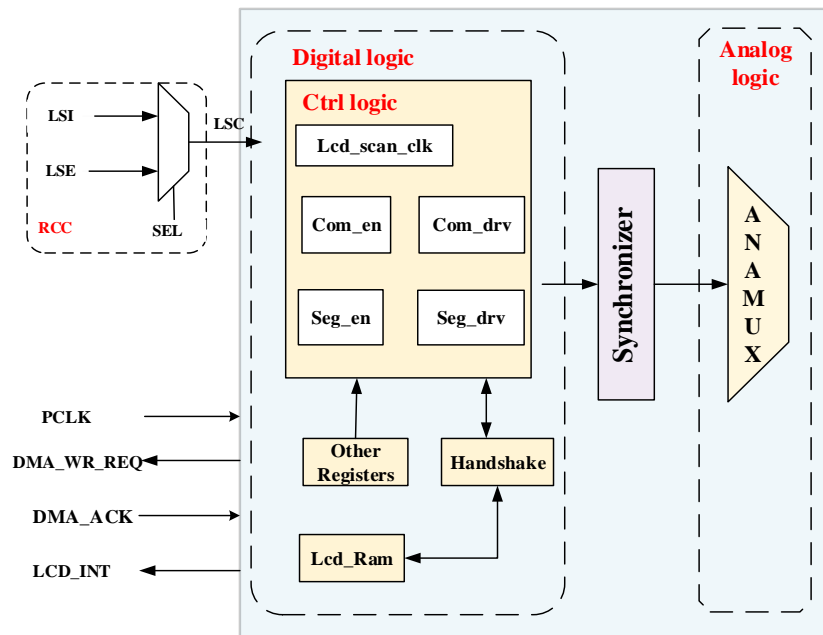 Digital logic
Analog
logic
Ctrl logic
LSI
LSC
Lcd_scan_clk
LSE
RCC
SEL
Com_en
Com_drv
Seg_en
Seg_drv
Synchronizer
ANAMUX
PCLK
DMA_WR_REQ
Other
Registers
Handshake
DMA_ACK
Lcd_Ram
LCD_INT